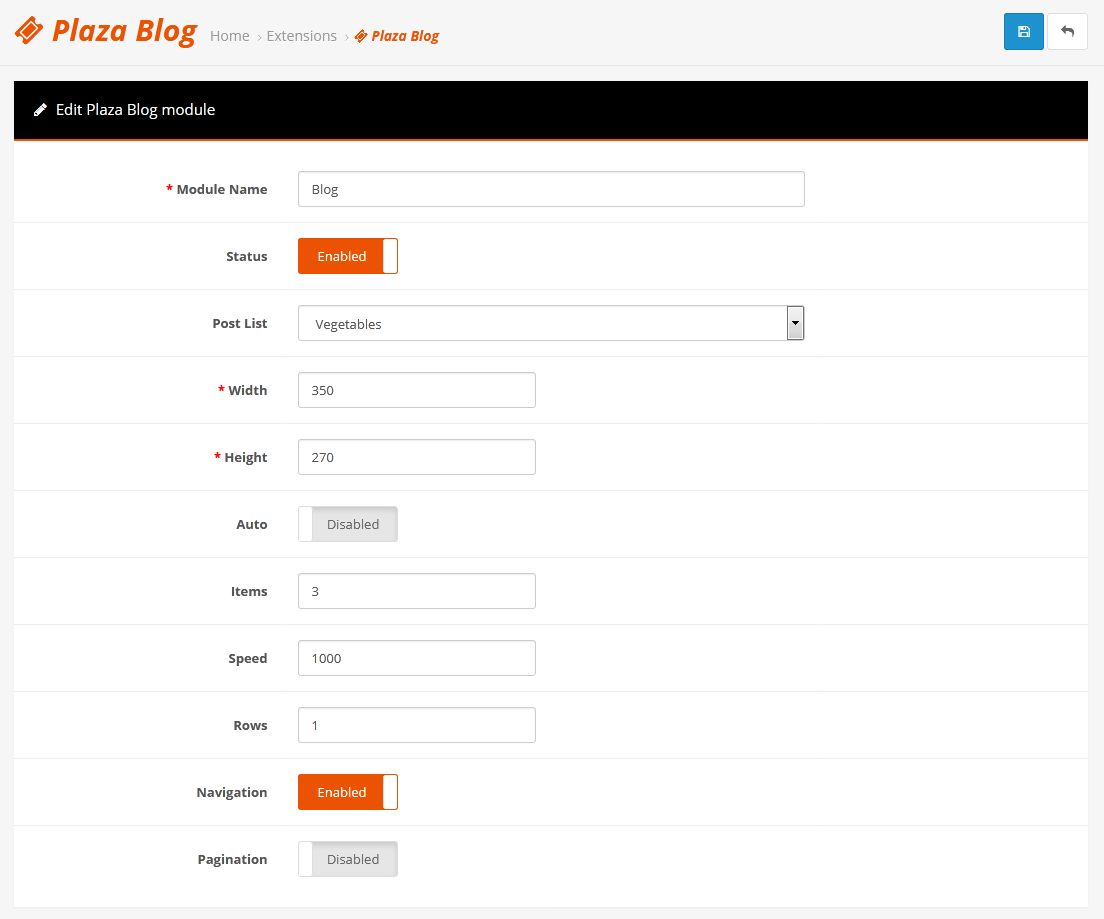 Plaza Blog Home › Extensions › Plaza Blog
Edit Plaza Blog module
* Module Name Blog
Status Enabled
Post List Vegetables
* Width 350
* Height 270
Auto Disabled
Items 3
Speed 1000
Rows 1
Navigation Enabled
Pagination Disabled